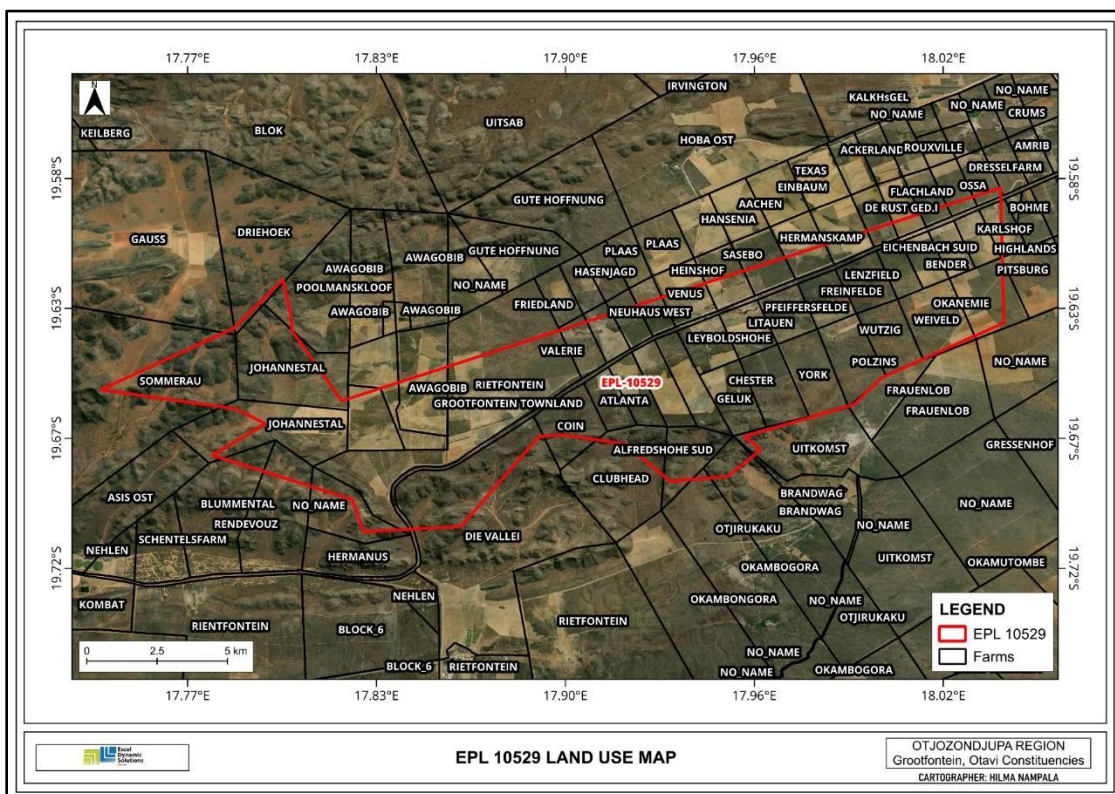 17.77°E 17.83°E 17.90°E 17.96°E 18.02°E
N
IRVINGTON
NO_NAME
KALKHsGEL
NO_NAME
NO_NAME
CRUMS
UITSAB
BLOK
KEILBERG
HOBA OST
ACKERLAND
ROUXVILLE
AMRIB
DRESSELFARM
19.58°S
TEXAS
EINBAUM
FLACHLAND
OSSA
19.58°S
GUTE HOFFNUNG
AACHEN
DE RUST GED.I
BOHME
HANSENIA
KARLSHOF
GAUSS
DRIEHOEK
PLAAS
PLAAS
HERMANSKAMP
EICHENBACH SUID
HIGHLANDS
GUTE HOFFNUNG
AWAGOBIB
SASEBO
BENDER
PITSBURG
AWAGOBIB
HASENJAGD
HEINSHOF
LENZFIELD
POOLMANSKLOOF
NO_NAME
VENUS
FREINFELDE
19.63°S
AWAGOBIB
AWAGOBIB
FRIEDLAND
NEUHAUS WEST
PFEIFFERSFELDE
OKANEMIE
19.63°S
LITAUEN
WEIVELD
LEYBOLDSHOHE
WUTZIG
VALERIE
JOHANNESTAL
POLZINS
NO_NAME
SOMMERAU
AWAGOBIB
RIETFONTEIN
EPL-10529
CHESTER
YORK
GROOTFONTEIN TOWNLAND
ATLANTA
GELUK
FRAUENLOB
FRAUENLOB
JOHANNESTAL
COIN
19.67°S
ALFREDSHOHE SUD
UITKOMST
GRESSENHOF
19.67°S
ASIS OST
CLUBHEAD
BLUMMENTAL
NO_NAME
BRANDWAG
NO_NAME
RENDEVOUZ
BRANDWAG
SCHENTELSFARM
DIE VALLEI
OTJIRUKAKU
NO_NAME
NEHLEN
HERMANUS
UITKOMST
OKAMUTOMBE
19.72°S
OKAMBOGORA
19.72°S
NEHLEN
KOMBAT
OKAMBONGORA
NO_NAME
RIENTFONTEIN
BLOCK_6
RIETFONTEIN
OTJIRUKAKU
NO_NAME
BLOCK_6
RIETFONTEIN
NO_NAME
OKAMBOGORA
0 2.5 5 km
LEGEND
EPL 10529
Farms
17.77°E 17.83°E 17.90°E 17.96°E 18.02°E
Excel
Dynamic
Solutions
EPL 10529 LAND USE MAP
OTJOZONDJUPA REGION
Grootfontein, Otavi Constituencies
CARTOGRAPHER: HILMA NAMPALA